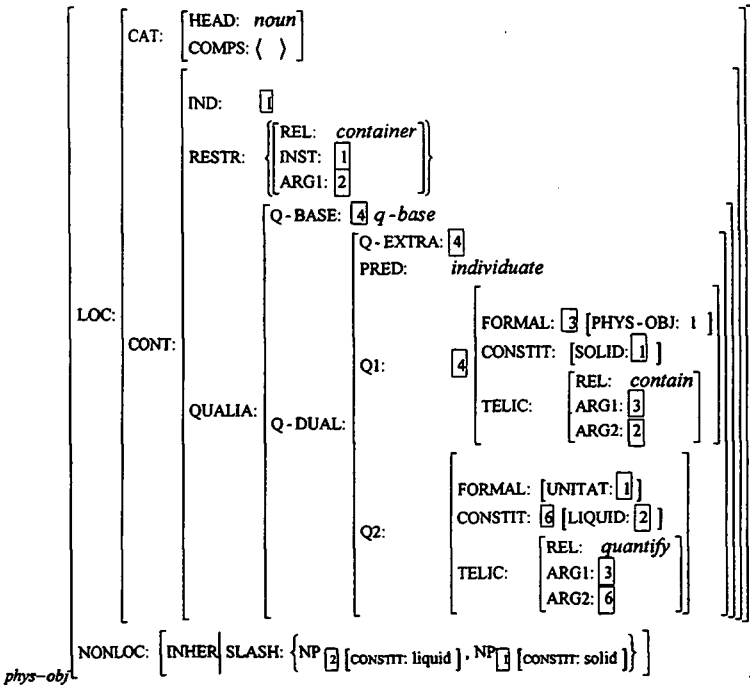 HEAD: noun
CAT:
COMPS: ⟨ ⟩
IND: 1
REL: container
RESTR: INST: 1
ARG1: 2
Q-BASE: 4 q-base
Q-EXTRA: 4
PRED: individuate
LOC:
FORMAL: 3 [PHYS-OBJ: 1 ]
CONT:
CONSTIT: [SOLID: 1 ]
Q1: 4
REL: contain
QUALIA:
TELIC: ARG1: 3
Q-DUAL:
ARG2: 2
FORMAL: [UNITAT: 1 ]
CONSTIT: 6 [LIQUID: 2 ]
Q2:
REL: quantify
TELIC: ARG1: 3
ARG2: 6
NONLOC: [INHER| SLASH: {NP 2 [CONSTIT: liquid] , NP 1 [CONSTIT: solid]}]
phys-obj